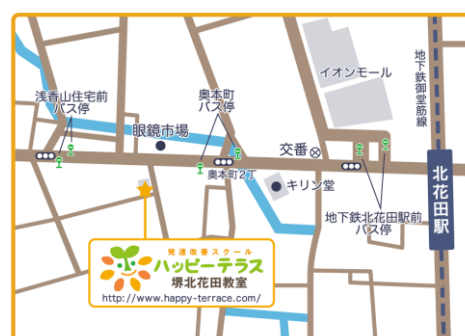 イオンモール
地下鉄御堂筋線
浅香山住宅前
バス停
奥本町
バス停
眼鏡市場
交番
北花田駅
奥本町2丁
キリン堂
地下鉄北花田駅前
バス停
発達改善スクール
ハッピーテラス
堺北花田教室
http://www.happy-terrace.com/